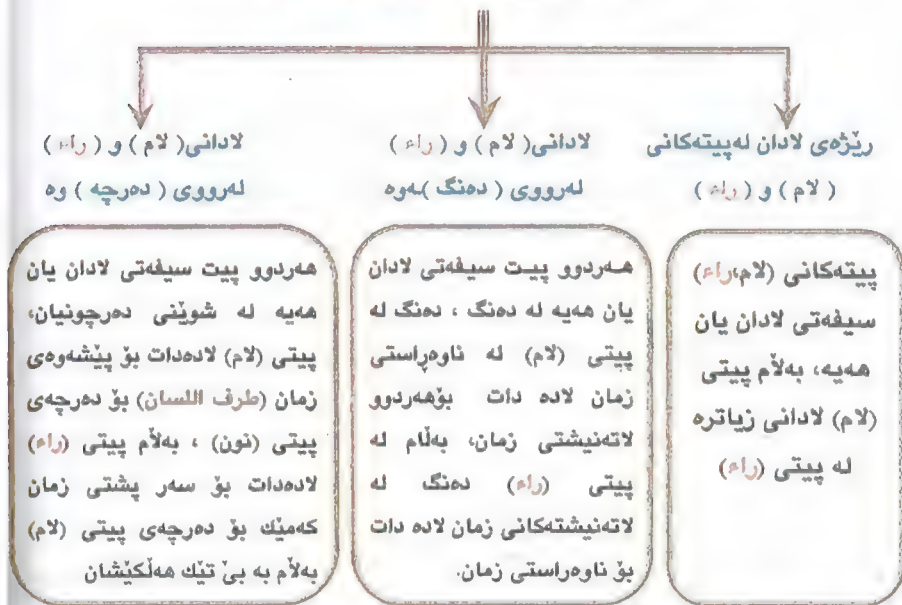 رێژەی لادان لەپیتەکانی
( لام ) و ( راء )
پیتەکانی (لام،راء)
سیفەتی لادان یان
هەیە، بەڵام پیتی
(لام) لادانی زیاترە
لە پیتی (راء)
لادانی( لام ) و ( راء )
لەرووی ( دەنگ )ـەوە
هـەردوو پیـت سیفەتی لادان
یان هەیە لە دەنگ ، دەنگ لە
پیتی (لام) لە ناوەڕاستی
زمان لادە دات بۆهەردوو
لاتەنیشتی زمان، بەڵام لە
پیتی (راء) دەنگ لە
لاتەنیشتەکانی زمان لادە دات
بۆ ناوەراستی زمان.
لادانی( لام ) و ( راء )
لەرووی ( دەرچە ) وە
هەردوو پیت سیفەتی لادان یان
هەیە لە شوێنی دەرچونیان،
پیتی (لام) لادەدات بۆ پێشەوەی
زمان (طرف اللسان) بۆ دەرچەی
پیتی (نون) ، بەڵام پیتی (راء)
لادەدات بۆ سەر پشتی زمان
کەمێك بۆ دەرچەی پیتی (لام)
بەڵام بە بێ تێك هەڵکێشان